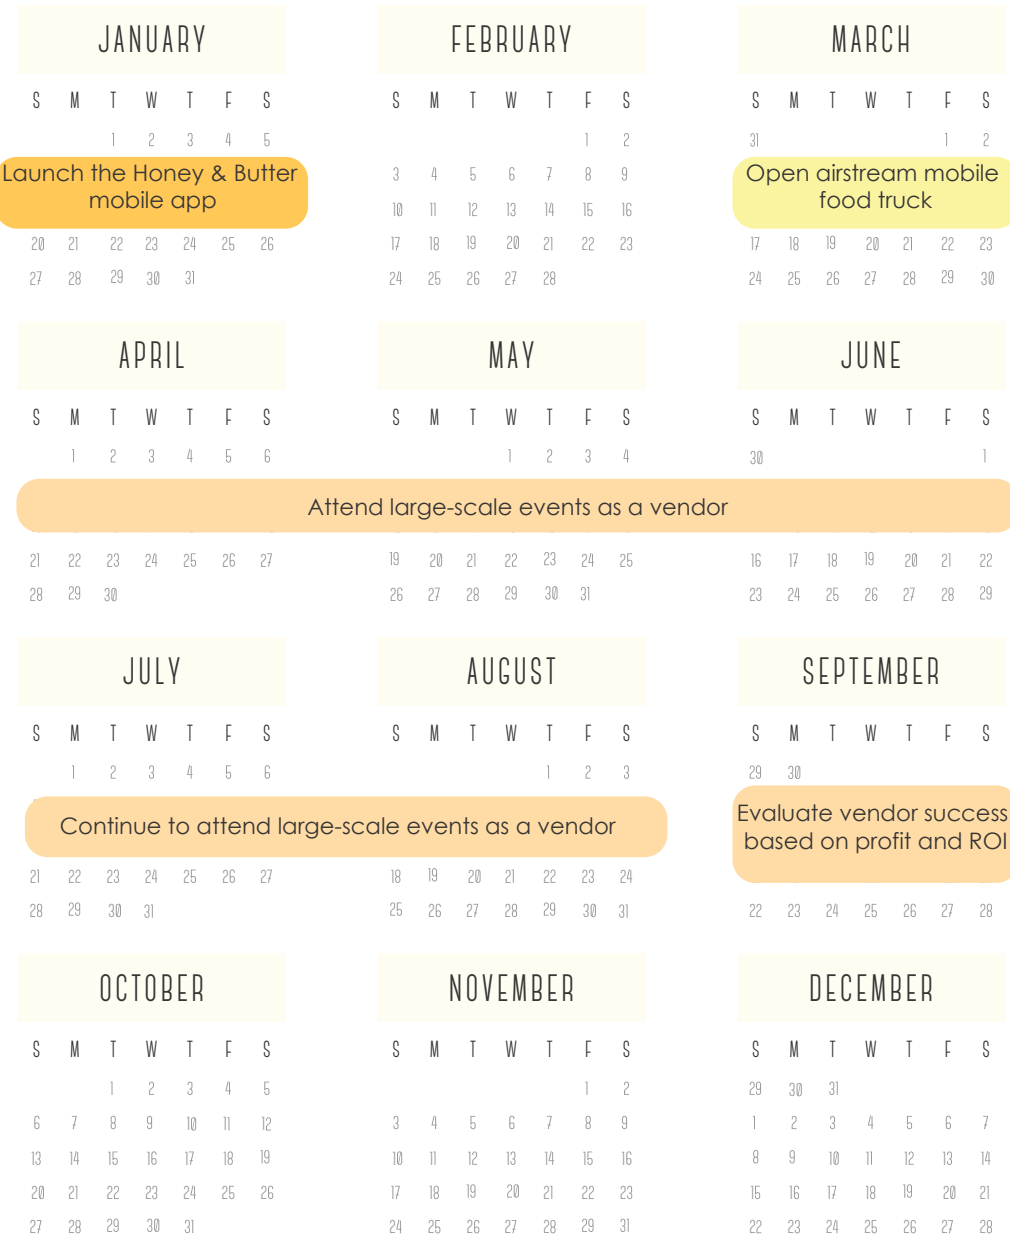 JANUARY FEBRUARY MARCH
S M T W T F S S M T W T F S S M T W T F S
1 2 3 4 5 1 2 31 1 2
Launch the Honey & Butter 3 4 5 6 7 8 9 Open airstream mobile
mobile app 10 11 12 13 14 15 16 food truck
20 21 22 23 24 25 26 17 18 19 20 21 22 23 17 18 19 20 21 22 23
27 28 29 30 31 24 25 26 27 28 24 25 26 27 28 29 30
APRIL MAY JUNE
S M T W T F S S M T W T F S S M T W T F S
1 2 3 4 5 6 1 2 3 4 30 1
Attend large-scale events as a vendor
21 22 23 24 25 26 27 19 20 21 22 23 24 25 16 17 18 19 20 21 22
28 29 30 26 27 28 29 30 31 23 24 25 26 27 28 29
JULY AUGUST SEPTEMBER
S M T W T F S S M T W T F S S M T W T F S
1 2 3 4 5 6 1 2 3 29 30
Continue to attend large-scale events as a vendor Evaluate vendor success
based on profit and ROI
21 22 23 24 25 26 27 18 19 20 21 22 23 24
28 29 30 31 25 26 27 28 29 30 31 22 23 24 25 26 27 28
OCTOBER NOVEMBER DECEMBER
S M T W T F S S M T W T F S S M T W T F S
1 2 3 4 5 1 2 29 30 31
6 7 8 9 10 11 12 3 4 5 6 7 8 9 1 2 3 4 5 6 7
13 14 15 16 17 18 19 10 11 12 13 14 15 16 8 9 10 11 12 13 14
20 21 22 23 24 25 26 17 18 19 20 21 22 23 15 16 17 18 19 20 21
27 28 29 30 31 24 25 26 27 28 29 31 22 23 24 25 26 27 28